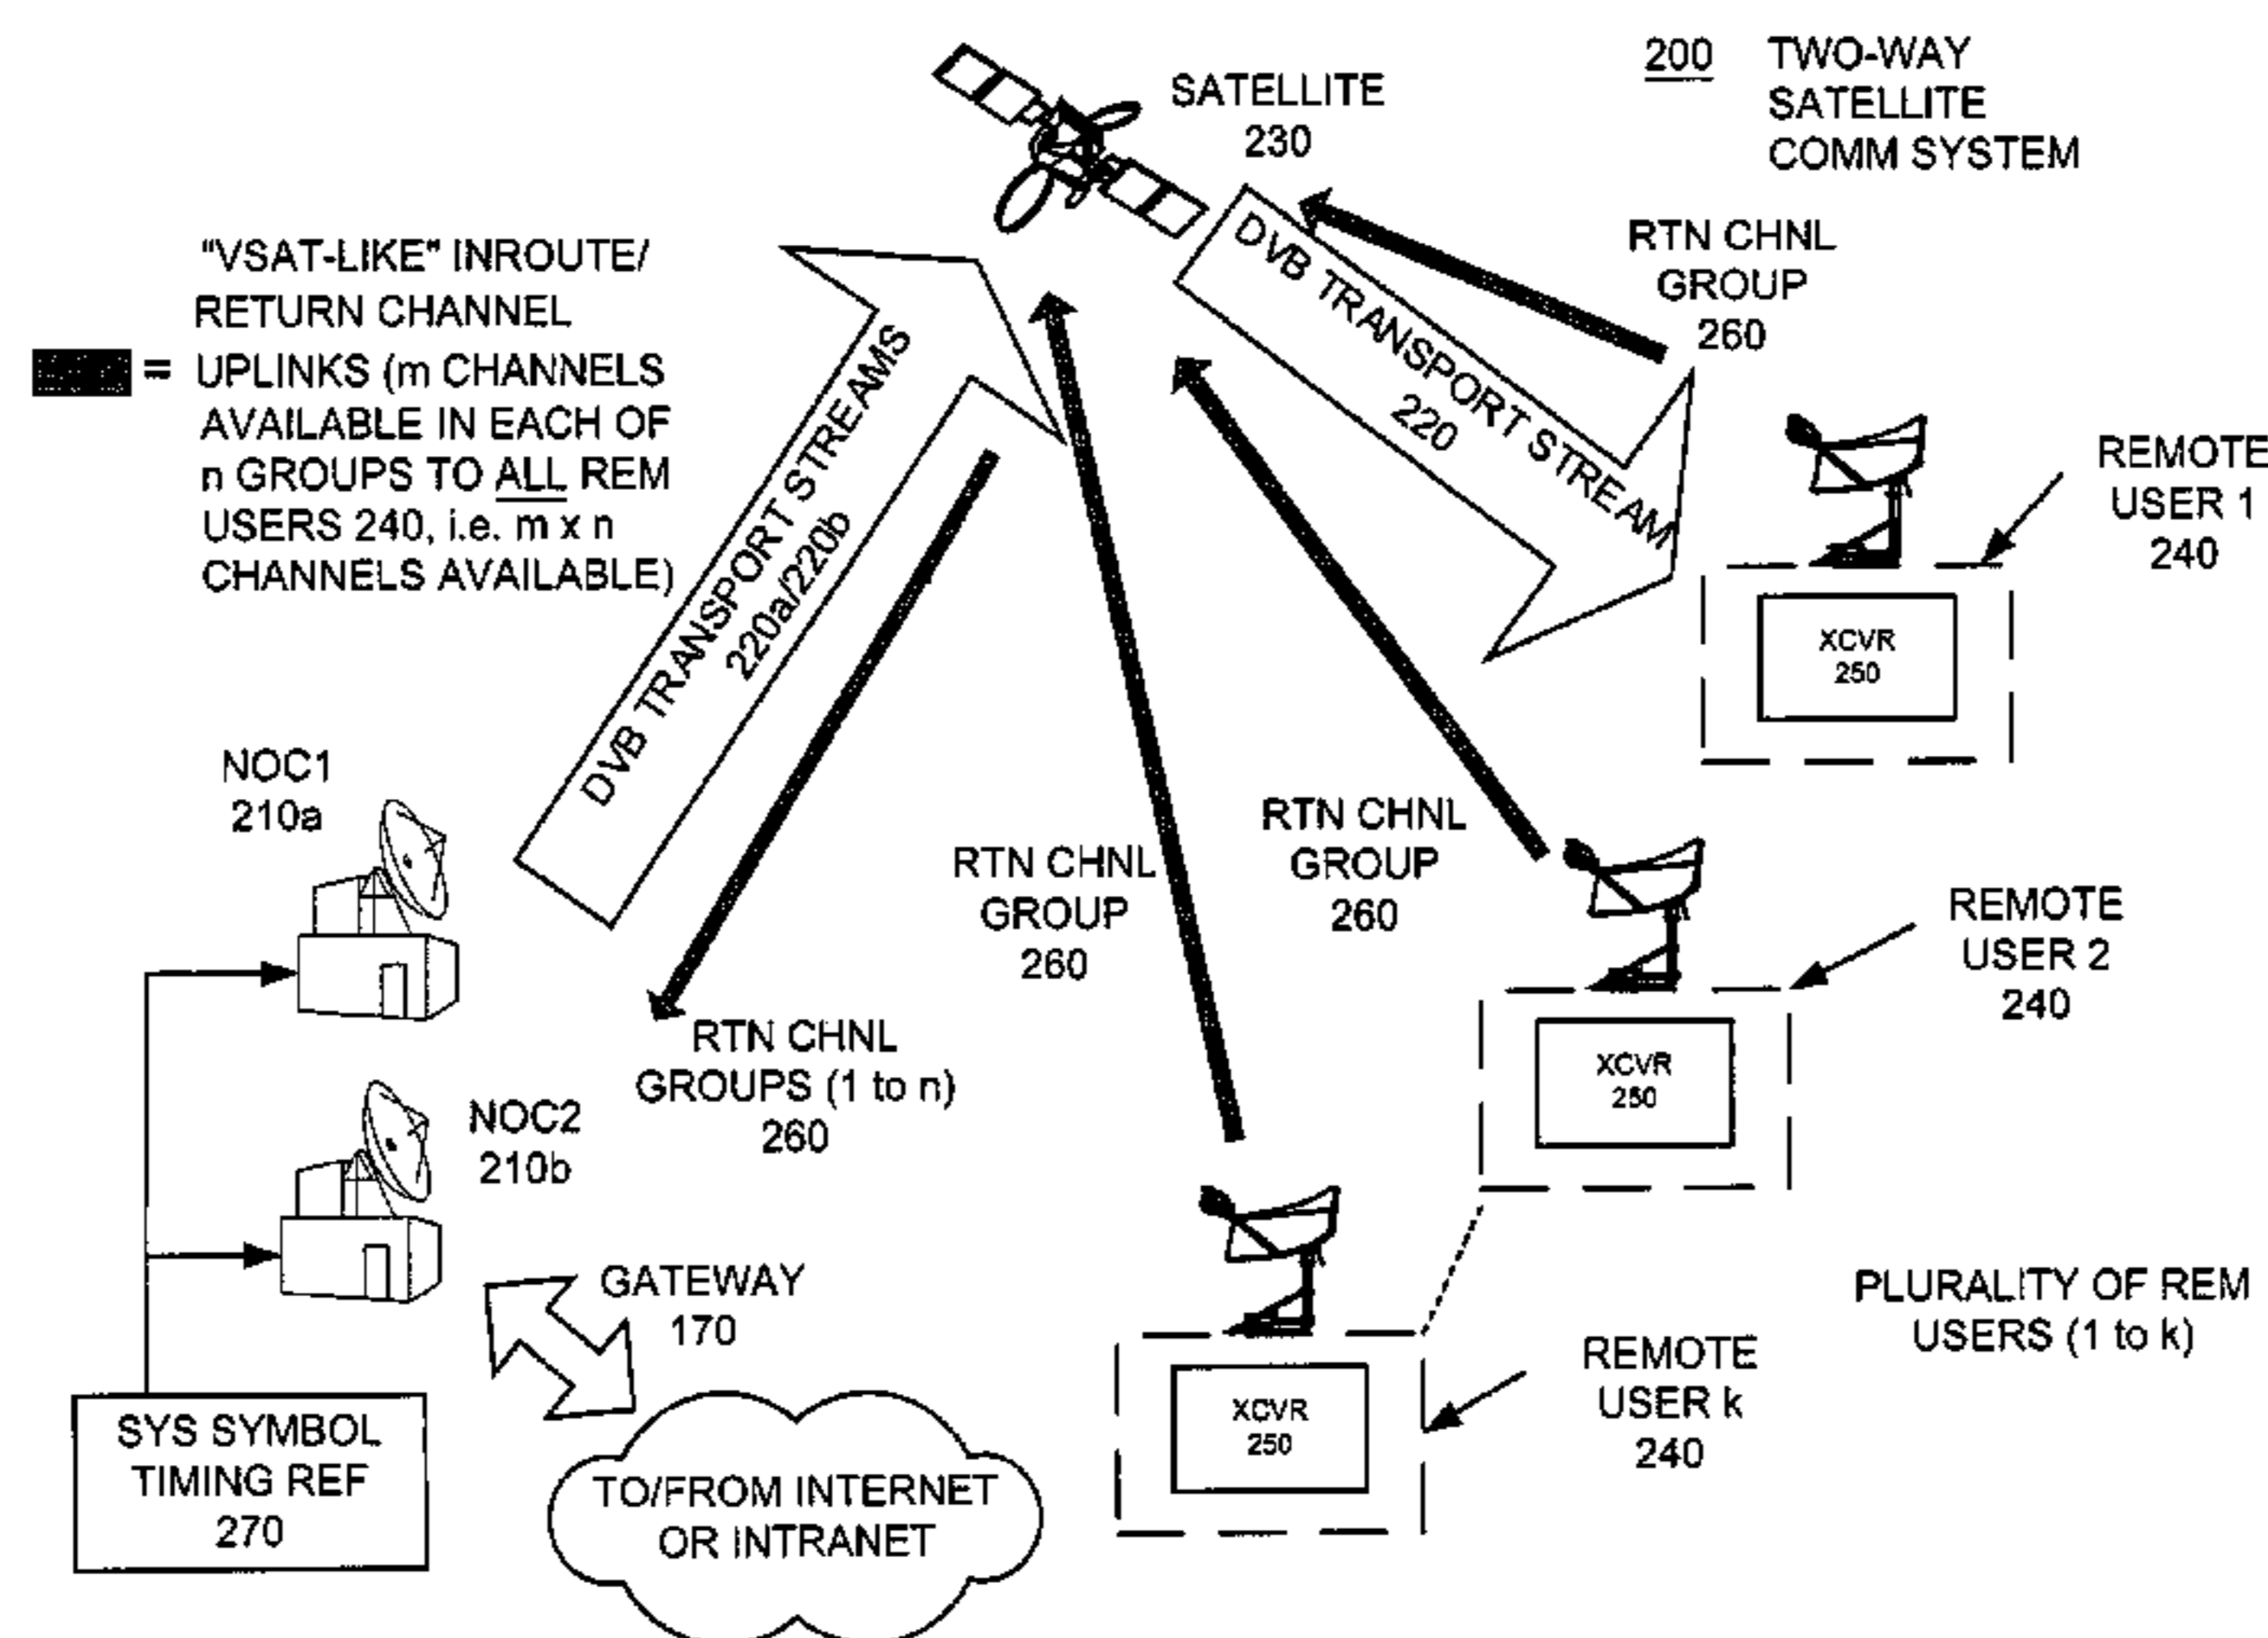 200 TWO-WAY
SATELLITE
COMM SYSTEM
SATELLITE
230
"VSAT-LIKE" INROUTE/
RETURN CHANNEL
= UPLINKS (m CHANNELS
AVAILABLE IN EACH OF
n GROUPS TO ALL REM
USERS 240, i.e. m x n
CHANNELS AVAILABLE)
DVB TRANSPORT STREAMS
220a/220b
DVB TRANSPORT STREAM
220
RTN CHNL
GROUP
260
REMOTE
USER 1
240
XCVR
250
NOC1
210a
RTN CHNL
GROUP
260
RTN CHNL
GROUP
260
REMOTE
USER 2
240
XCVR
250
RTN CHNL
GROUPS (1 to n)
260
NOC2
210b
GATEWAY
170
PLURALITY OF REM
USERS (1 to k)
REMOTE
USER k
240
XCVR
250
SYS SYMBOL
TIMING REF
270
TO/FROM INTERNET
OR INTRANET